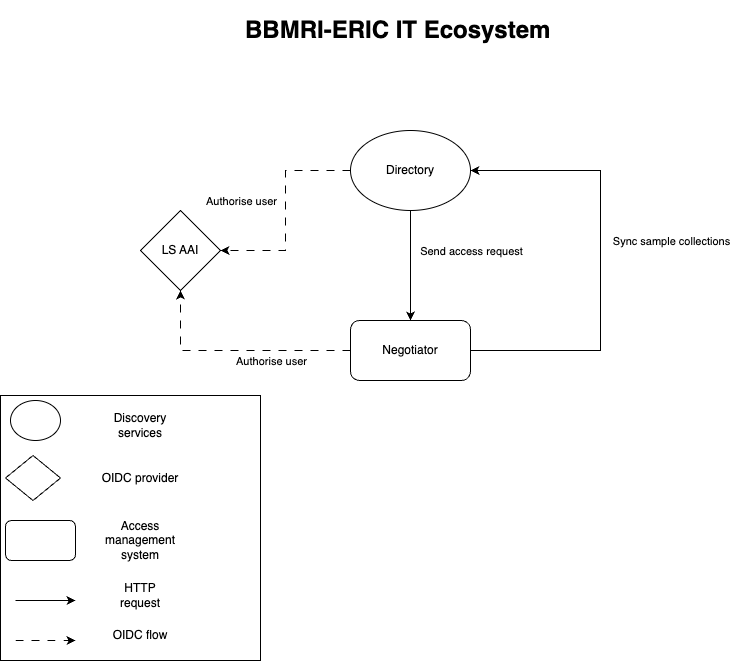 BBMRI-ERIC IT Ecosystem
Directory
Authorise user
LS AAI
Sync sample collections
Send access request
Negotiator
Authorise user
Discovery
services
OIDC provider
Access
management
system
HTTP
request
OIDC flow